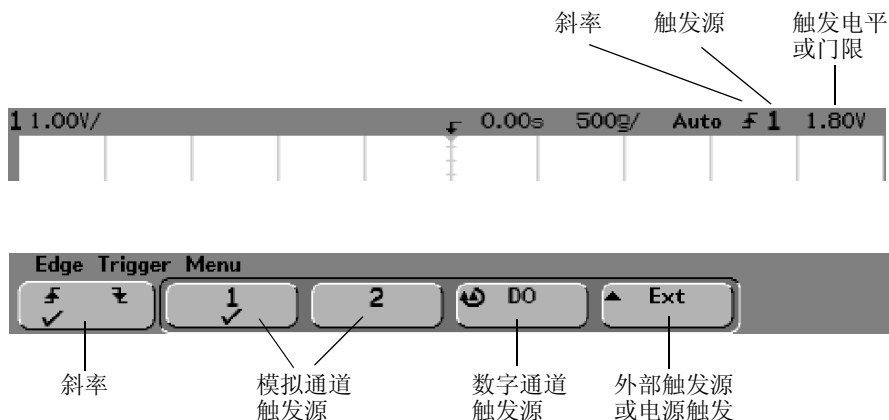 斜率 触发源 触发电平
或门限
1 1.00V/ 0.00s 500㎱/ Auto 1 1.80V
Edge Trigger Menu
1 2 D0 Ext
斜率 模拟通道 数字通道 外部触发源
触发源 触发源 或电源触发